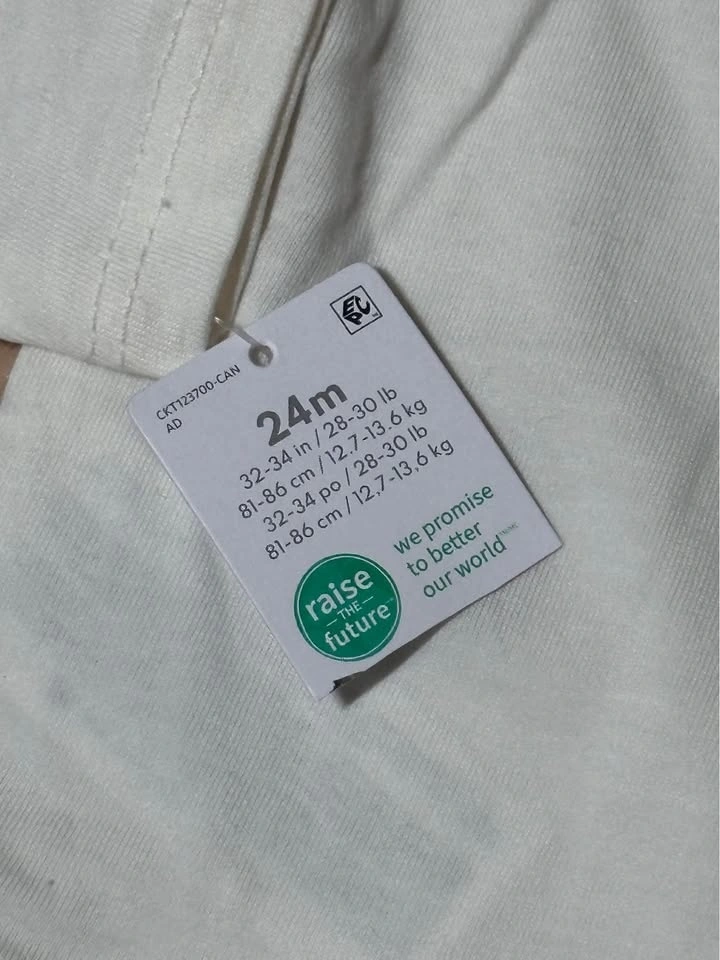 EPC
CKT123700-CAN
AD
24m
32-34 in / 28-30 lb
81-86 cm / 12.7-13.6 kg
32-34 po / 28-30 lb
81-86 cm / 12,7-13,6 kg
raise
THE
future
we promise
to better
our world